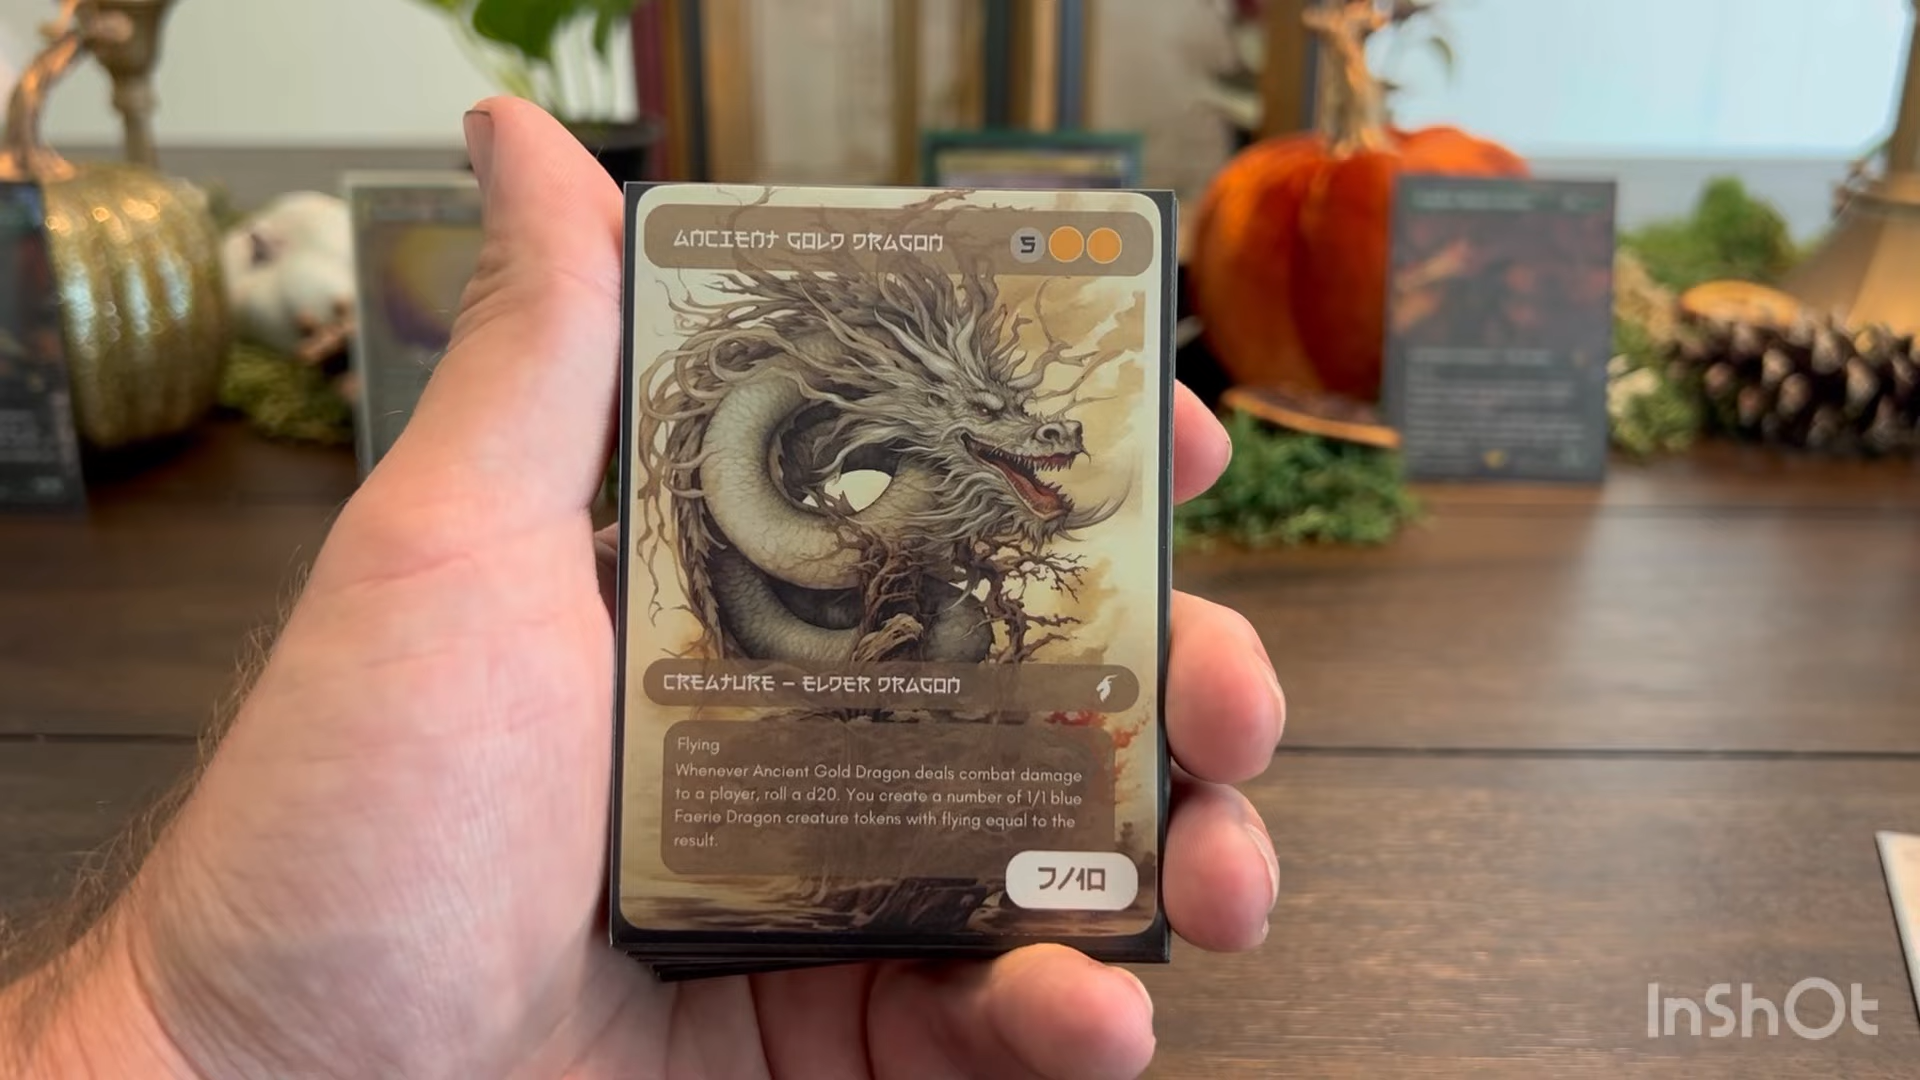 ANCIENT GOLD DRAGON 5
CREATURE – ELDER DRAGON
Flying
Whenever Ancient Gold Dragon deals combat damage
to a player, roll a d20. You create a number of 1/1 blue
Faerie Dragon creature tokens with flying equal to the
result.
7/10
InShOt